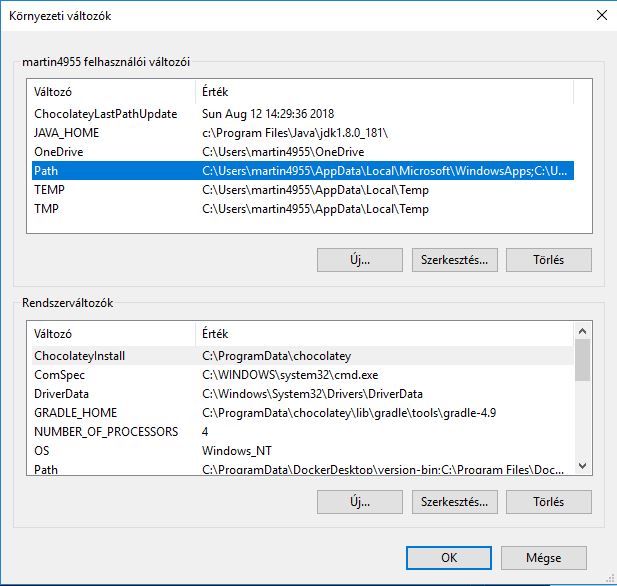 Környezeti változók
martin4955 felhasználói változói
Változó Érték
ChocolateyLastPathUpdate Sun Aug 12 14:29:36 2018
JAVA_HOME c:\Program Files\Java\jdk1.8.0_181\
OneDrive C:\Users\martin4955\OneDrive
Path C:\Users\martin4955\AppData\Local\Microsoft\WindowsApps;C:\U...
TEMP C:\Users\martin4955\AppData\Local\Temp
TMP C:\Users\martin4955\AppData\Local\Temp
Új... Szerkesztés... Törlés
Rendszerváltozók
Változó Érték
ChocolateyInstall C:\ProgramData\chocolatey
ComSpec C:\WINDOWS\system32\cmd.exe
DriverData C:\Windows\System32\Drivers\DriverData
GRADLE_HOME C:\ProgramData\chocolatey\lib\gradle\tools\gradle-4.9
NUMBER_OF_PROCESSORS 4
OS Windows_NT
Path C:\ProgramData\DockerDesktop\version-bin;C:\Program Files\Doc...
Új... Szerkesztés... Törlés
OK Mégse